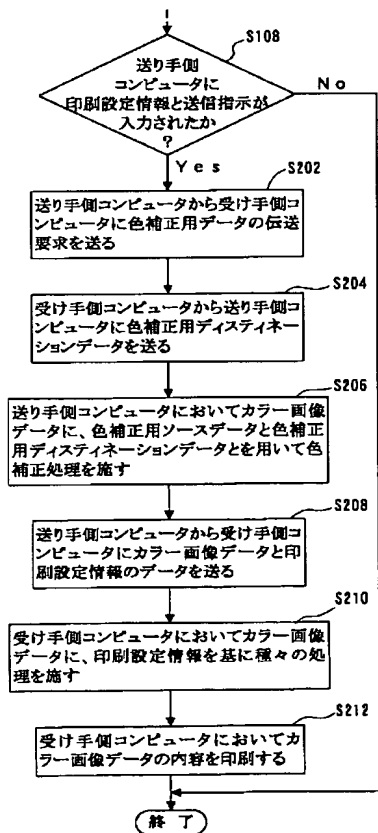 S108
送り手側
コンピュータに
印刷設定情報と送信指示が
入力されたか
?
No
Yes
S202
送り手側コンピュータから受け手側
コンピュータに色補正用データの伝送
要求を送る
S204
受け手側コンピュータから送り手側コ
ンピュータに色補正用ディスティネー
ションデータを送る
S206
送り手側コンピュータにおいてカラー画像
データに、色補正用ソースデータと色補正
用ディスティネーションデータとを用いて色
補正処理を施す
S208
送り手側コンピュータから受け手側コ
ンピュータにカラー画像データと印
刷設定情報のデータを送る
S210
受け手側コンピュータにおいてカラー画像
データに、印刷設定情報を基に種々の処
理を施す
S212
受け手側コンピュータにおいてカ
ラー画像データの内容を印刷する
終了